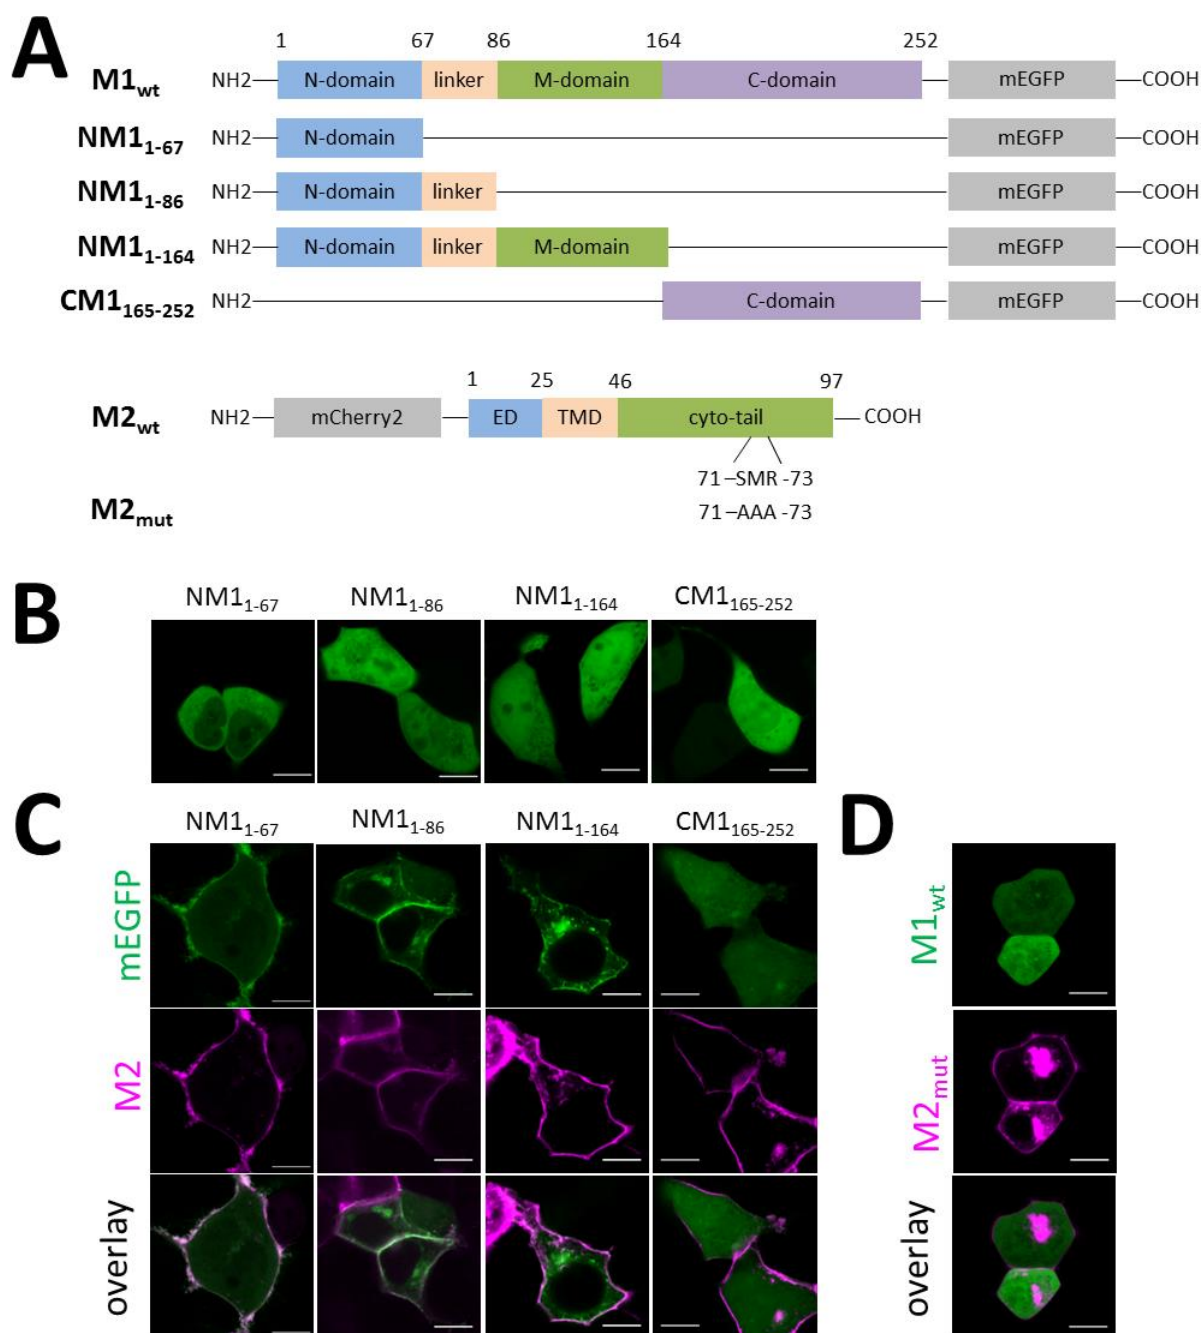 A
1 67 86 164 252
M1wt NH2 N-domain linker M-domain C-domain mEGFP COOH
NM11-67 NH2 N-domain mEGFP COOH
NM11-86 NH2 N-domain linker mEGFP COOH
NM11-164 NH2 N-domain linker M-domain mEGFP COOH
CM1165-252 NH2 C-domain mEGFP COOH
1 25 46 97
M2wt NH2 mCherry2 ED TMD cyto-tail COOH
71 –SMR -73
M2mut 71 –AAA -73
B
NM11-67 NM11-86 NM11-164 CM1165-252
C
NM11-67 NM11-86 NM11-164 CM1165-252
mEGFP
M2
overlay
D
M1wt
M2mut
overlay